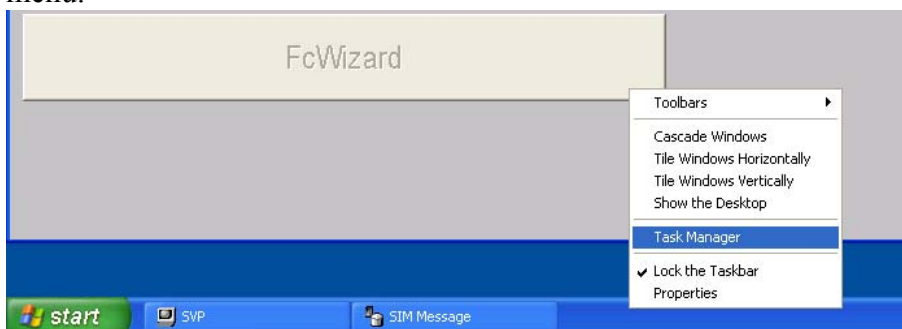 menu.
FcWizard
Toolbars
Cascade Windows
Tile Windows Horizontally
Tile Windows Vertically
Show the Desktop
Task Manager
Lock the Taskbar
Properties
start SVP SIM Message